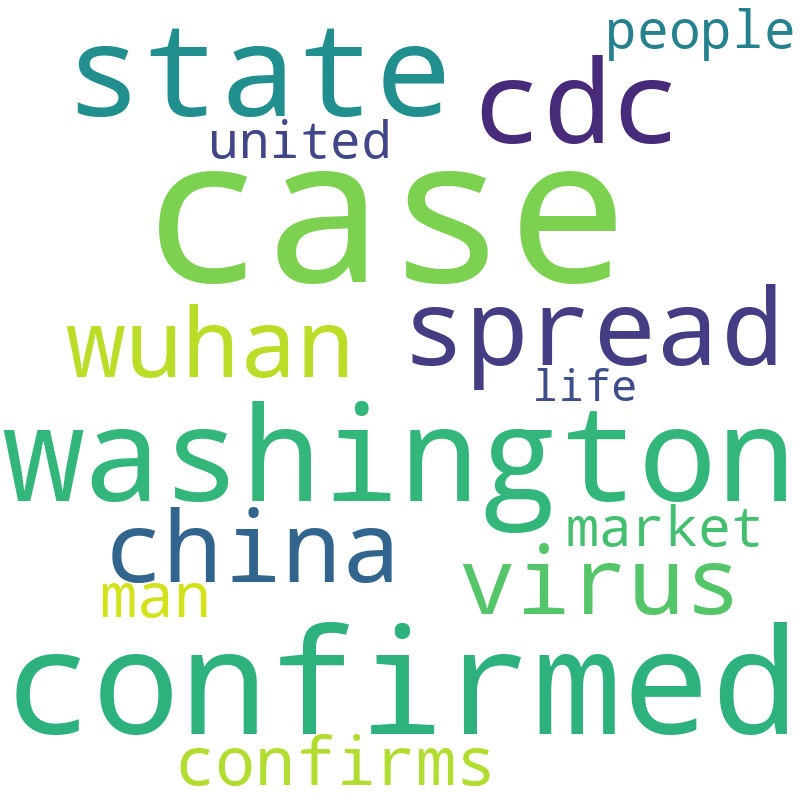 people
state
cdc
united
case
wuhan
spread
life
washington
china
market
virus
man
confirmed
confirms